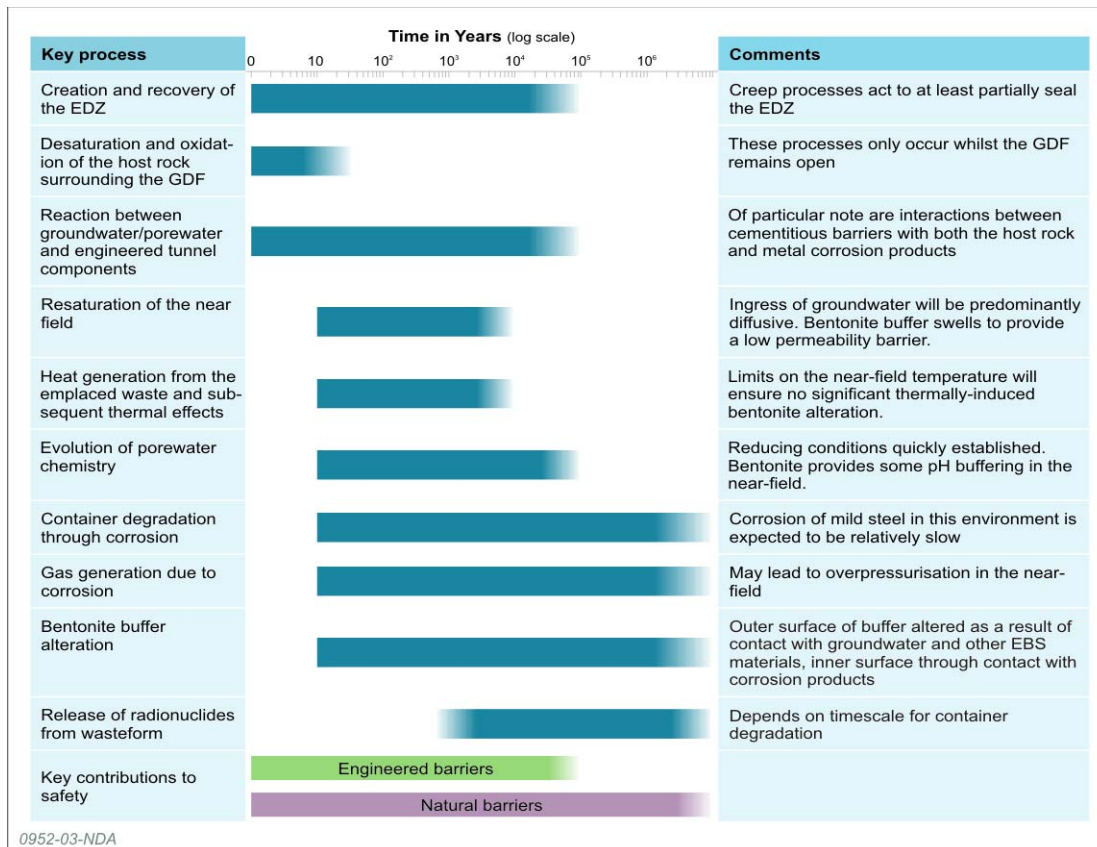 Key process
Time in Years (log scale)
Comments
0 10 10² 10³ 10⁴ 10⁵ 10⁶
Creation and recovery of
the EDZ
Creep processes act to at least partially seal
the EDZ
Desaturation and oxidat-
ion of the host rock
surrounding the GDF
These processes only occur whilst the GDF
remains open
Reaction between
groundwater/porewater
and engineered tunnel
components
Of particular note are interactions between
cementitious barriers with both the host rock
and metal corrosion products
Resaturation of the near
field
Ingress of groundwater will be predominantly
diffusive. Bentonite buffer swells to provide
a low permeability barrier.
Heat generation from the
emplaced waste and sub-
sequent thermal effects
Limits on the near-field temperature will
ensure no significant thermally-induced
bentonite alteration.
Evolution of porewater
chemistry
Reducing conditions quickly established.
Bentonite provides some pH buffering in the
near-field.
Container degradation
through corrosion
Corrosion of mild steel in this environment is
expected to be relatively slow
Gas generation due to
corrosion
May lead to overpressurisation in the near-
field
Bentonite buffer
alteration
Outer surface of buffer altered as a result of
contact with groundwater and other EBS
materials, inner surface through contact with
corrosion products
Release of radionuclides
from wasteform
Depends on timescale for container
degradation
Key contributions to
safety
Engineered barriers
Natural barriers
0952-03-NDA